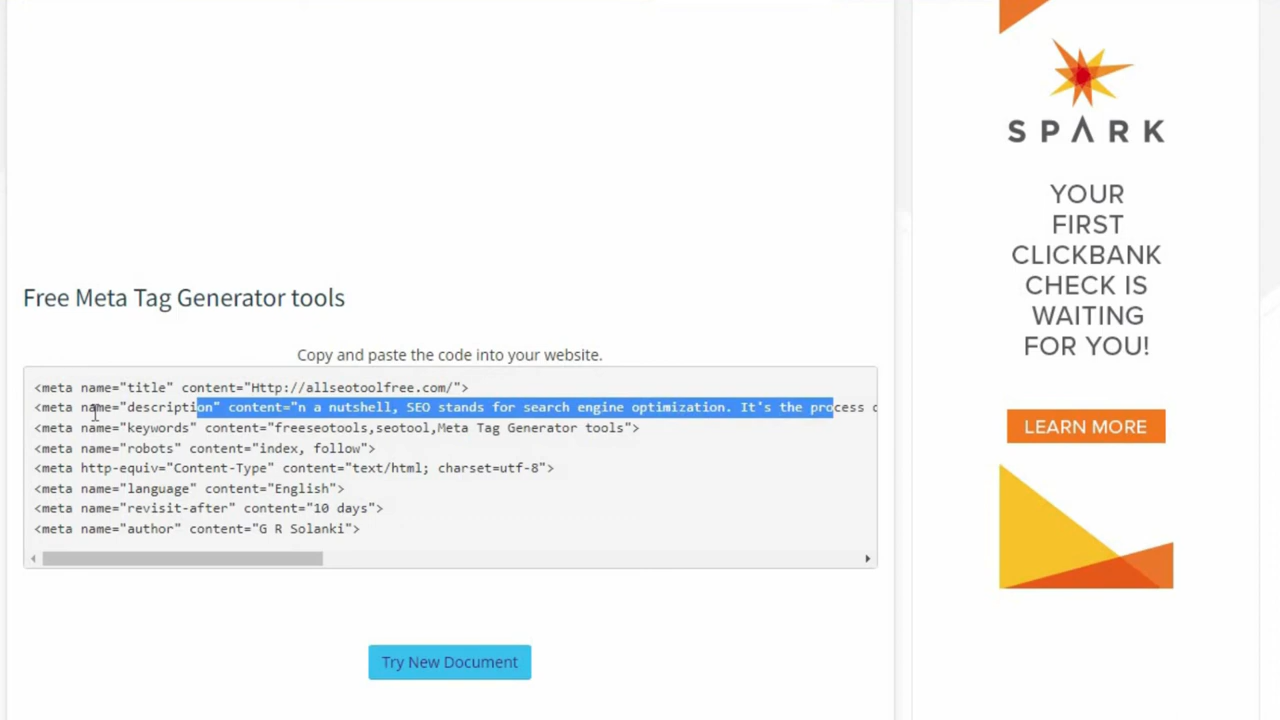 Free Meta Tag Generator tools
Copy and paste the code into your website.
<meta name="title" content="Http://allseotoolfree.com/">
<meta name="description" content="n a nutshell, SEO stands for search engine optimization. It's the process
<meta name="keywords" content="freeseotools,seotool,Meta Tag Generator tools">
<meta name="robots" content="index, follow">
<meta http-equiv="Content-Type" content="text/html; charset=utf-8">
<meta name="language" content="English">
<meta name="revisit-after" content="10 days">
<meta name="author" content="G R Solanki">
Try New Document
SPARK
YOUR
FIRST
CLICKBANK
CHECK IS
WAITING
FOR YOU!
LEARN MORE